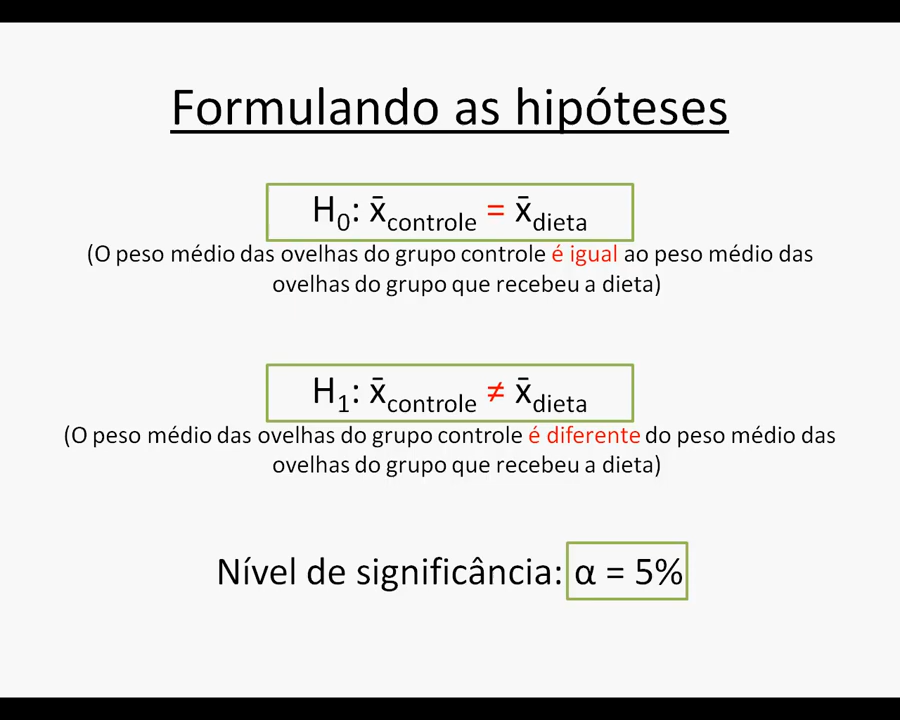 Formulando as hipóteses
H₀: x̄controle = x̄dieta
(O peso médio das ovelhas do grupo controle é igual ao peso médio das
ovelhas do grupo que recebeu a dieta)
H₁: x̄controle ≠ x̄dieta
(O peso médio das ovelhas do grupo controle é diferente do peso médio das
ovelhas do grupo que recebeu a dieta)
Nível de significância: α = 5%